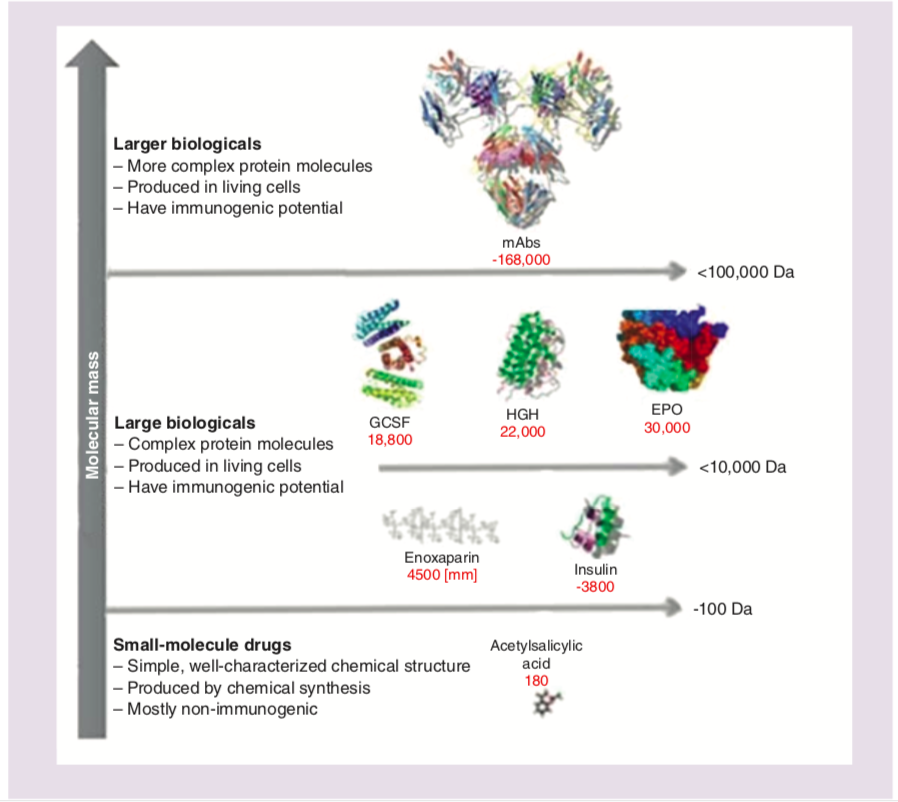 Larger biologicals
– More complex protein molecules
– Produced in living cells
– Have immunogenic potential
mAbs
-168,000
<100,000 Da
Molecular mass
GCSF
18,800
HGH
22,000
EPO
30,000
Large biologicals
– Complex protein molecules
– Produced in living cells
– Have immunogenic potential
<10,000 Da
Enoxaparin
4500 [mm]
Insulin
-3800
-100 Da
Small-molecule drugs
– Simple, well-characterized chemical structure
– Produced by chemical synthesis
– Mostly non-immunogenic
Acetylsalicylic
acid
180